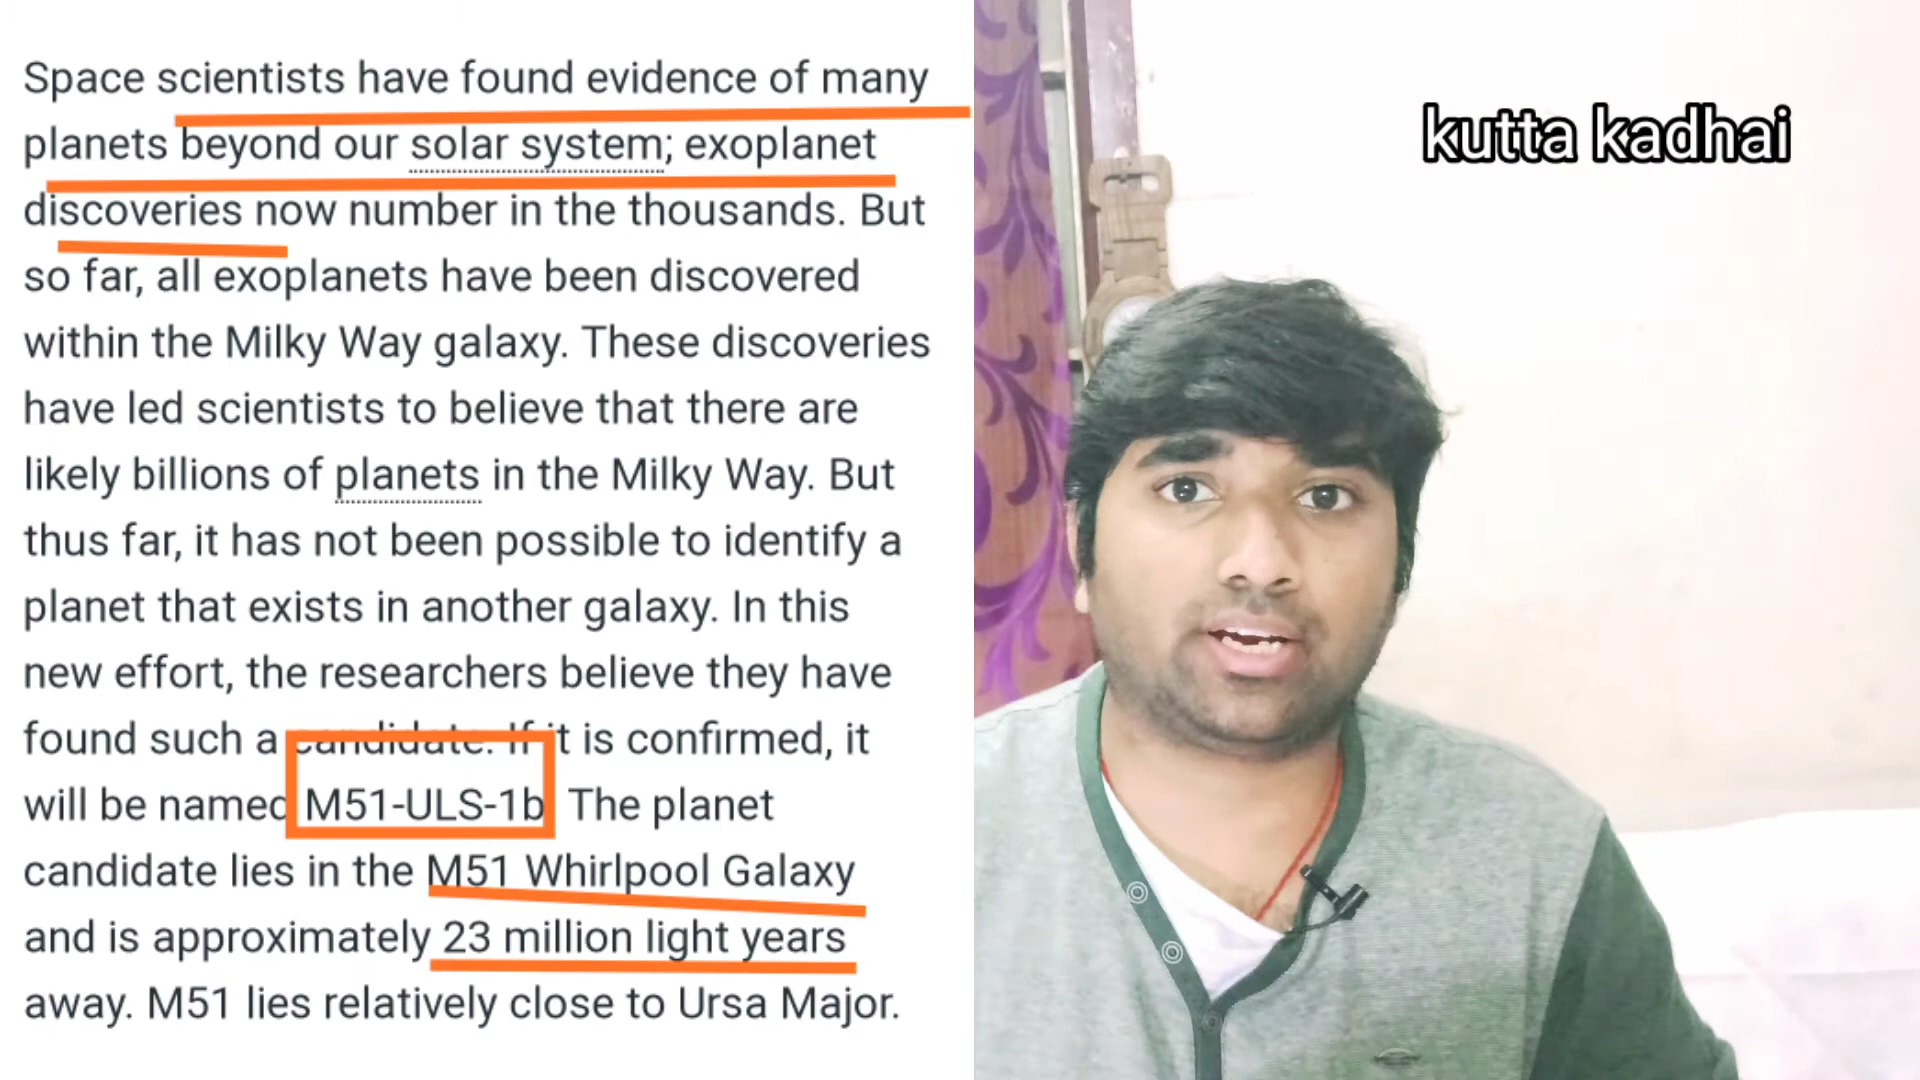 Space scientists have found evidence of many
planets beyond our solar system; exoplanet
discoveries now number in the thousands. But
so far, all exoplanets have been discovered
within the Milky Way galaxy. These discoveries
have led scientists to believe that there are
likely billions of planets in the Milky Way. But
thus far, it has not been possible to identify a
planet that exists in another galaxy. In this
new effort, the researchers believe they have
found such a candidate. If it is confirmed, it
will be named M51-ULS-1b. The planet
candidate lies in the M51 Whirlpool Galaxy
and is approximately 23 million light years
away. M51 lies relatively close to Ursa Major.
kutta kadhai